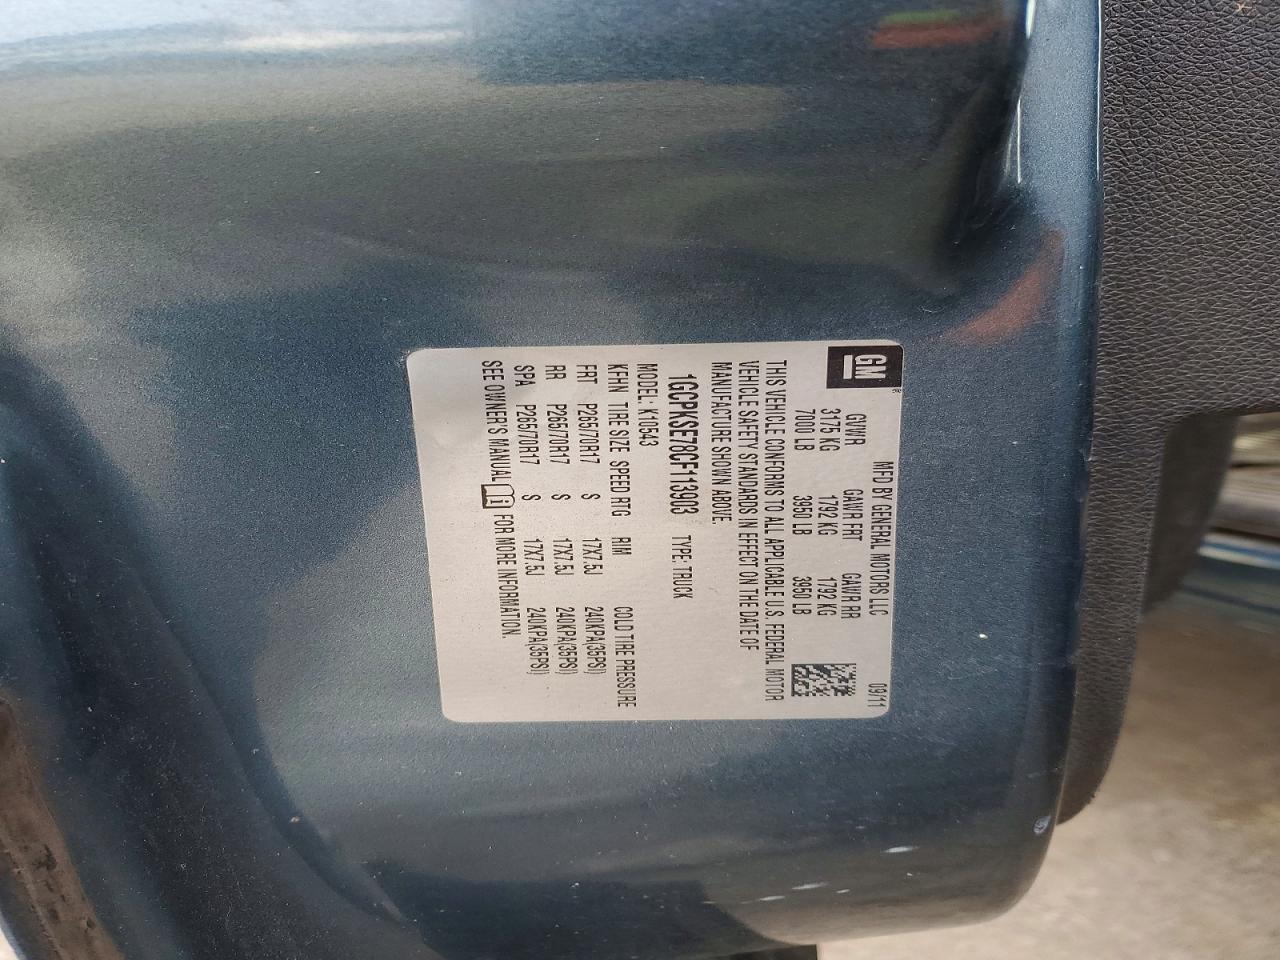 GM
MFD BY GENERAL MOTORS LLC 09/11
GVWR GAWR FRT GAWR RR
3175 KG 1792 KG 1792 KG
7000 LB 3950 LB 3950 LB
THIS VEHICLE CONFORMS TO ALL APPLICABLE U.S. FEDERAL MOTOR
VEHICLE SAFETY STANDARDS IN EFFECT ON THE DATE OF
MANUFACTURE SHOWN ABOVE.
1GCPKSE78CF113903 TYPE: TRUCK
MODEL: K10543
KFHN TIRE SIZE SPEED RTG RIM COLD TIRE PRESSURE
FRT P265/70R17 S 17X7.5J 240KPA(35PSI)
RR P265/70R17 S 17X7.5J 240KPA(35PSI)
SPA P265/70R17 S 17X7.5J 240KPA(35PSI)
SEE OWNER'S MANUAL FOR MORE INFORMATION.